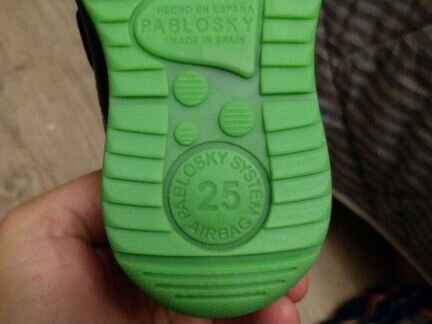 HECHO EN ESPAÑA
PABLOSKY
MADE IN SPAIN
PABLOSKY SYSTEM
25
AIRBAG